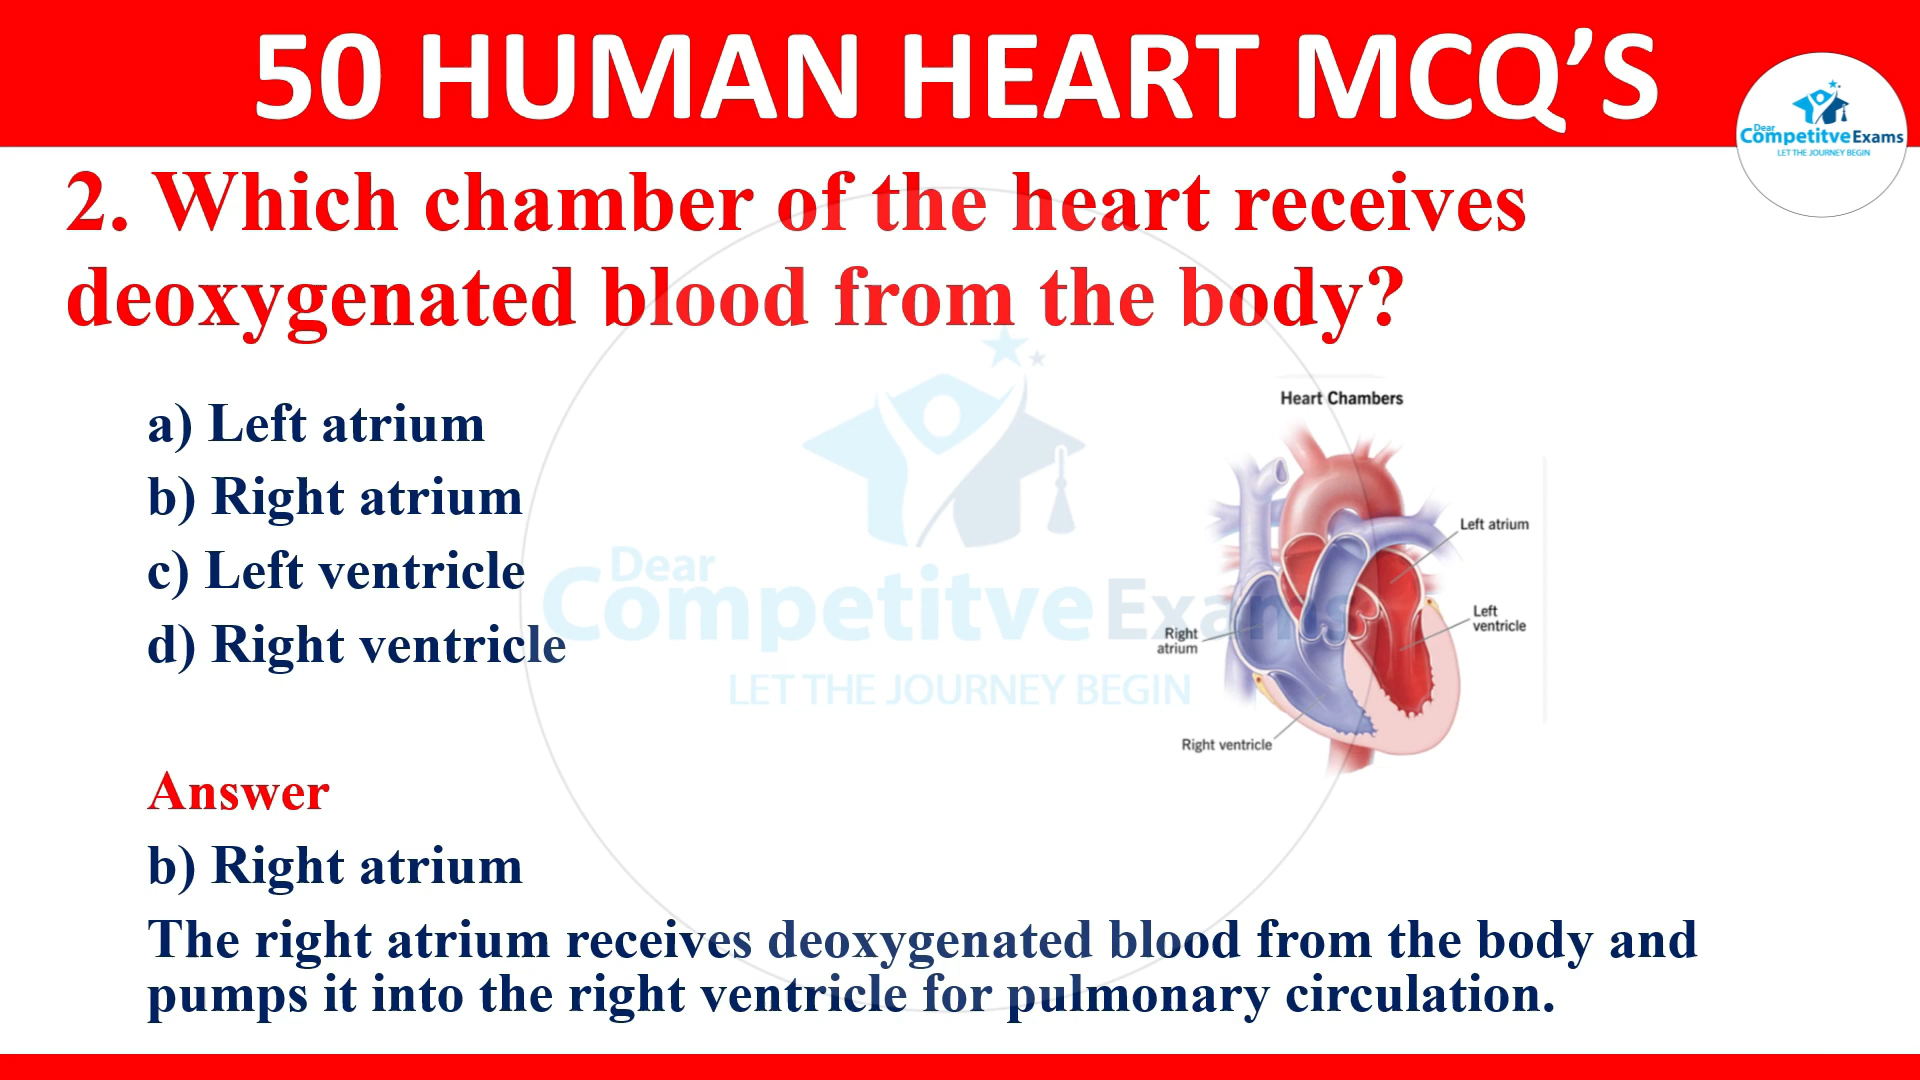 50 HUMAN HEART MCQ’S
Dear
CompetitveExams
LET THE JOURNEY BEGIN
2. Which chamber of the heart receives
deoxygenated blood from the body?
a) Left atrium
b) Right atrium
c) Left ventricle
d) Right ventricle
Heart Chambers
Left atrium
Left
ventricle
Right
atrium
Right ventricle
Dear
CompetitveExams
LET THE JOURNEY BEGIN
Answer
b) Right atrium
The right atrium receives deoxygenated blood from the body and
pumps it into the right ventricle for pulmonary circulation.